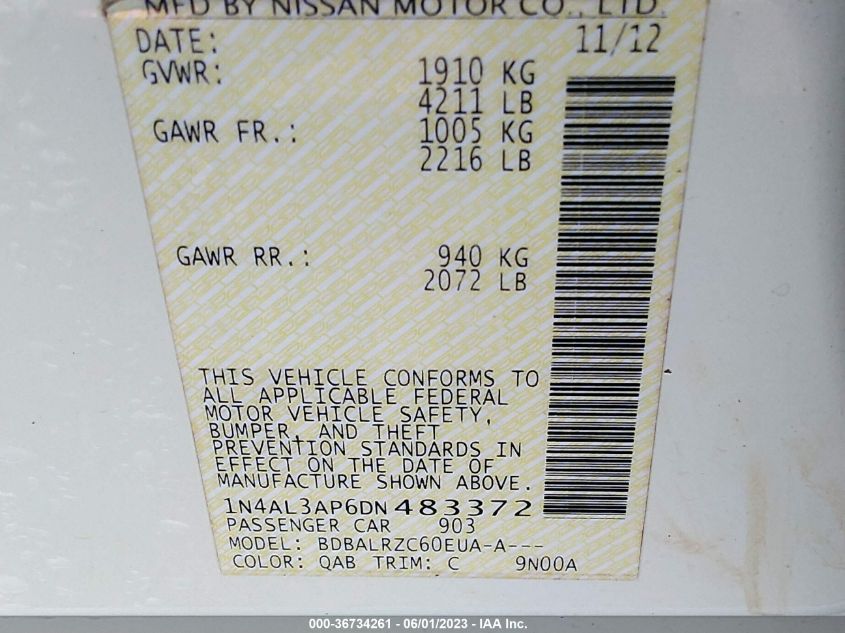 MFD BY NISSAN MOTOR CO., LTD.
DATE: 11/12
GVWR: 1910 KG
4211 LB
GAWR FR.: 1005 KG
2216 LB
GAWR RR.: 940 KG
2072 LB
THIS VEHICLE CONFORMS TO
ALL APPLICABLE FEDERAL
MOTOR VEHICLE SAFETY,
BUMPER, AND THEFT
PREVENTION STANDARDS IN
EFFECT ON THE DATE OF
MANUFACTURE SHOWN ABOVE.
1N4AL3AP6DN483372
PASSENGER CAR 903
MODEL: BDBALRZC60EUA-A---
COLOR: QAB TRIM: C 9N00A
000-36734261 - 06/01/2023 - IAA Inc.